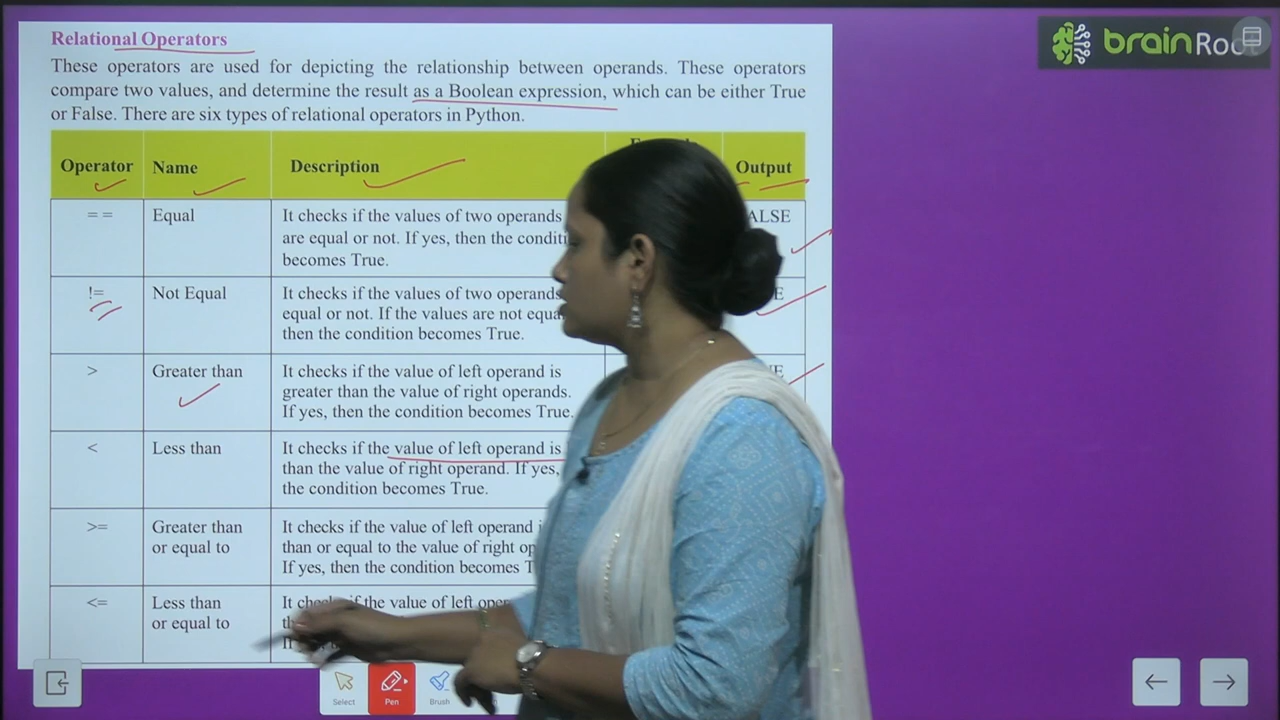 Relational Operators
These operators are used for depicting the relationship between operands. These operators
compare two values, and determine the result as a Boolean expression, which can be either True
or False. There are six types of relational operators in Python.
Operator Name Description Output
= = Equal It checks if the values of two operands
are equal or not. If yes, then the
becomes True.
!= Not Equal It checks if the values of two operands
equal or not. If the values are not
then the condition becomes True.
> Greater than It checks if the value of left operand is
greater than the value of right operands.
If yes, then the condition becomes True.
< Less than It checks if the value of left operand is
than the value of right operand. If yes,
the condition becomes True.
>= Greater than It checks if the value of left operand
or equal to than or equal to the value of right
If yes, then the condition becomes
<= Less than It if the value of left
or equal to
Select Pen Brush
brain